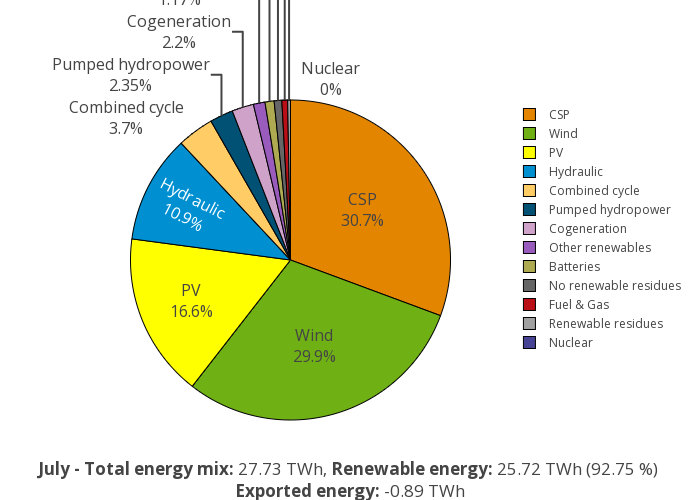 1.17%
Cogeneration
2.2%
Pumped hydropower
2.35%
Combined cycle
3.7%
Nuclear
0%
Hydraulic
10.9%
CSP
30.7%
PV
16.6%
Wind
29.9%
CSP
Wind
PV
Hydraulic
Combined cycle
Pumped hydropower
Cogeneration
Other renewables
Batteries
No renewable residues
Fuel & Gas
Renewable residues
Nuclear
July - Total energy mix: 27.73 TWh, Renewable energy: 25.72 TWh (92.75 %)
Exported energy: -0.89 TWh